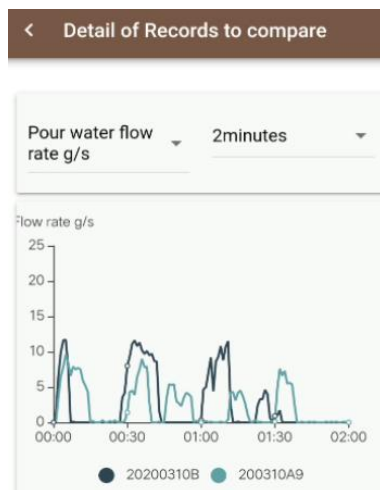 Detail of Records to compare
Pour water flow
rate g/s
2minutes
Flow rate g/s
25
20
15
10
5
0
00:00 00:30 01:00 01:30 02:00
20200310B 200310A9